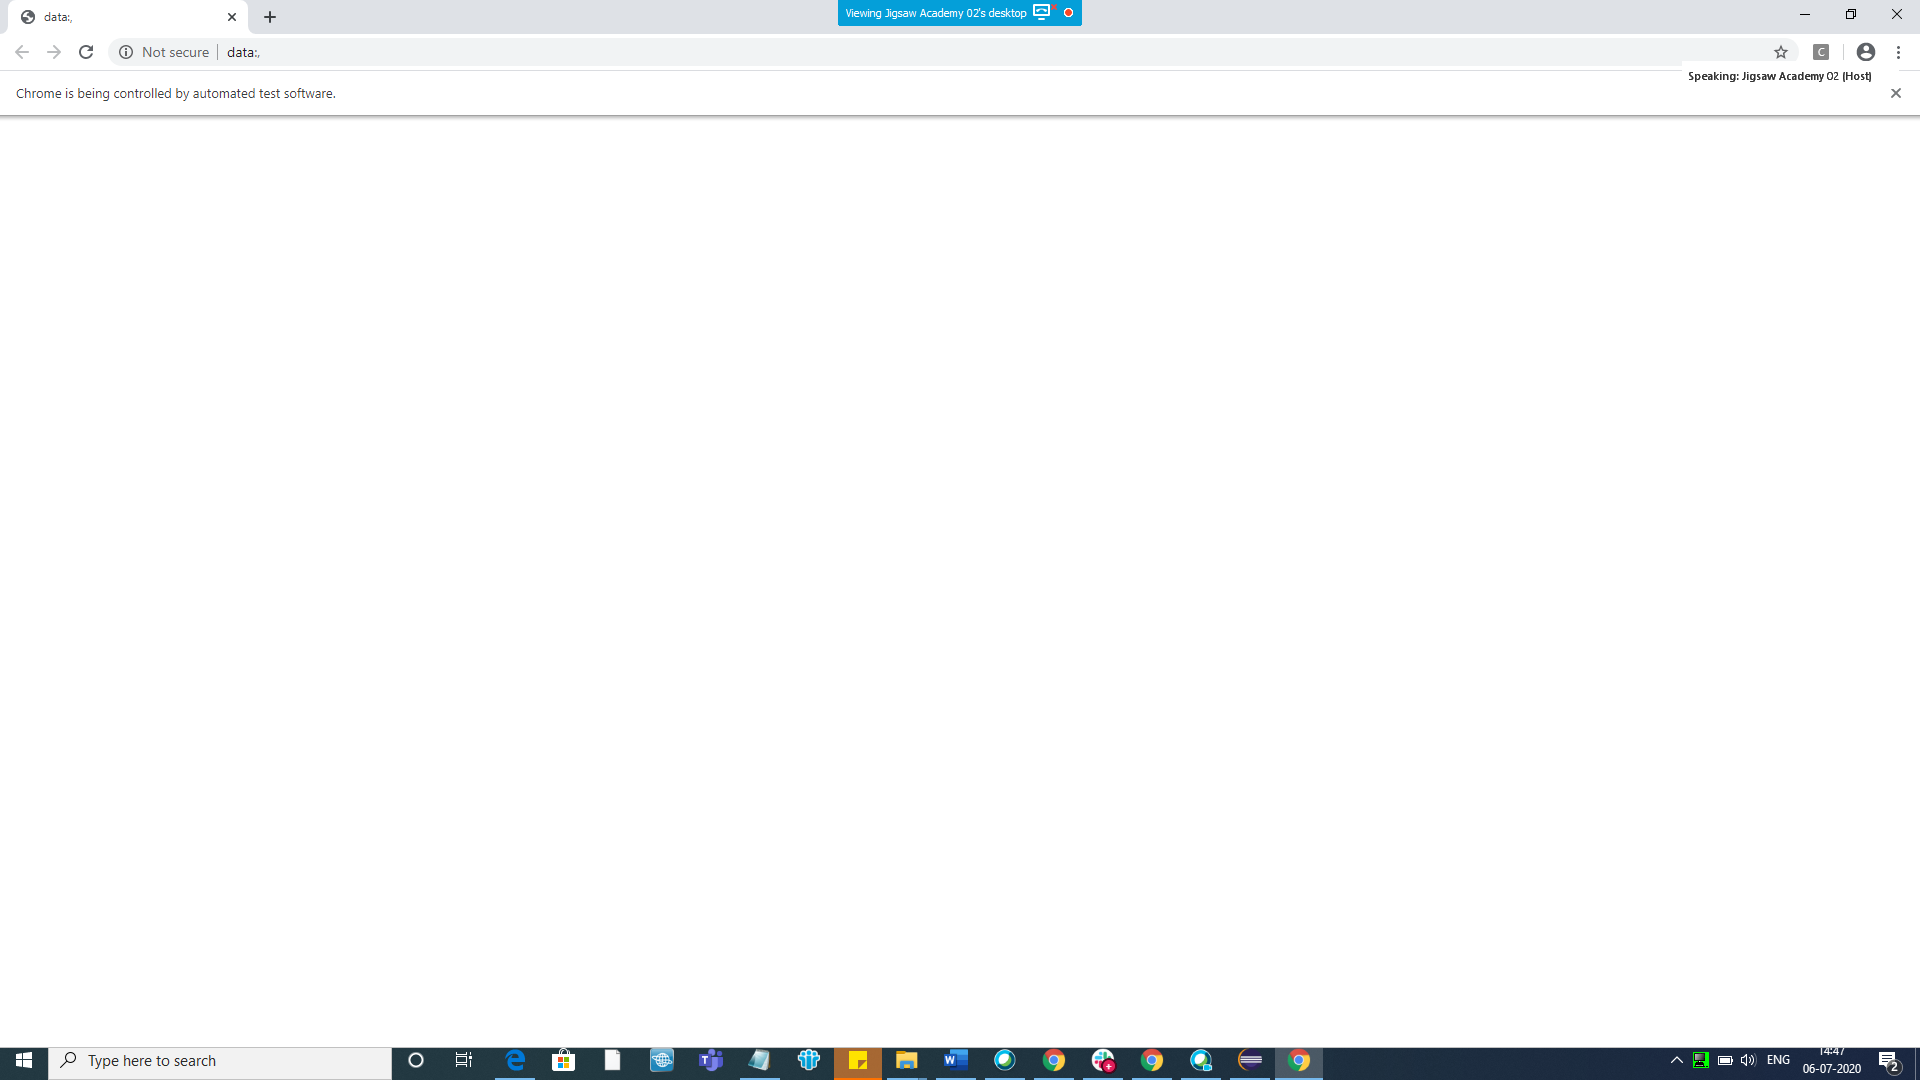 data:,
Viewing Jigsaw Academy 02's desktop
Not secure
data:,
C
Speaking: Jigsaw Academy 02 (Host)
Chrome is being controlled by automated test software.
Type here to search
ENG
14:47
06-07-2020
2